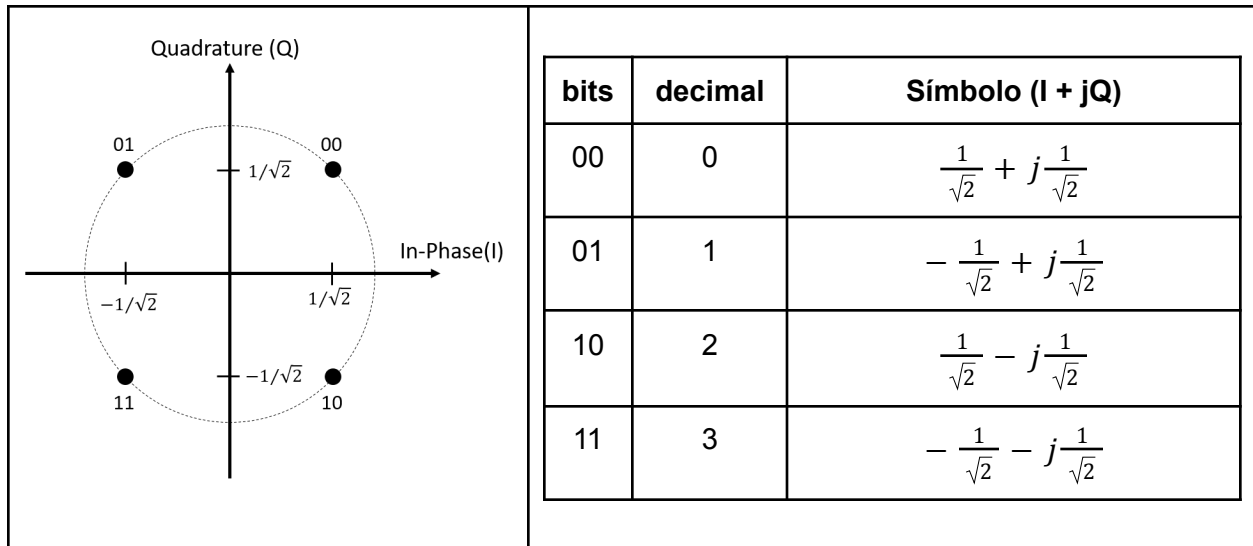 Quadrature (Q)
01
00
1/√2
In-Phase(I)
−1/√2
1/√2
−1/√2
11
10
bits decimal Símbolo (I + jQ)
00 0 1/√2 + j 1/√2
01 1 − 1/√2 + j 1/√2
10 2 1/√2 − j 1/√2
11 3 − 1/√2 − j 1/√2